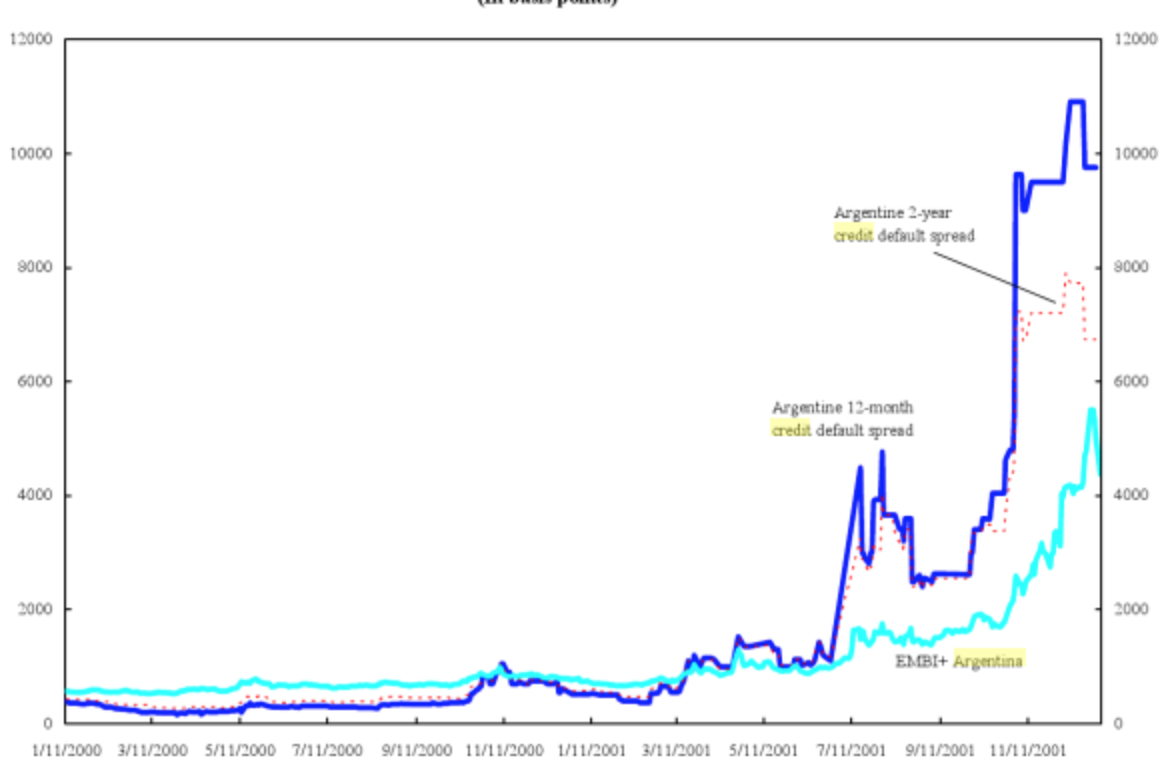 (In basis points)
12000 12000
10000 10000
Argentine 2-year
credit default spread
8000 8000
6000 6000
Argentine 12-month
credit default spread
4000 4000
2000 2000
EMBI+ Argentina
0 0
1/11/2000 3/11/2000 5/11/2000 7/11/2000 9/11/2000 11/11/2000 1/11/2001 3/11/2001 5/11/2001 7/11/2001 9/11/2001 11/11/2001